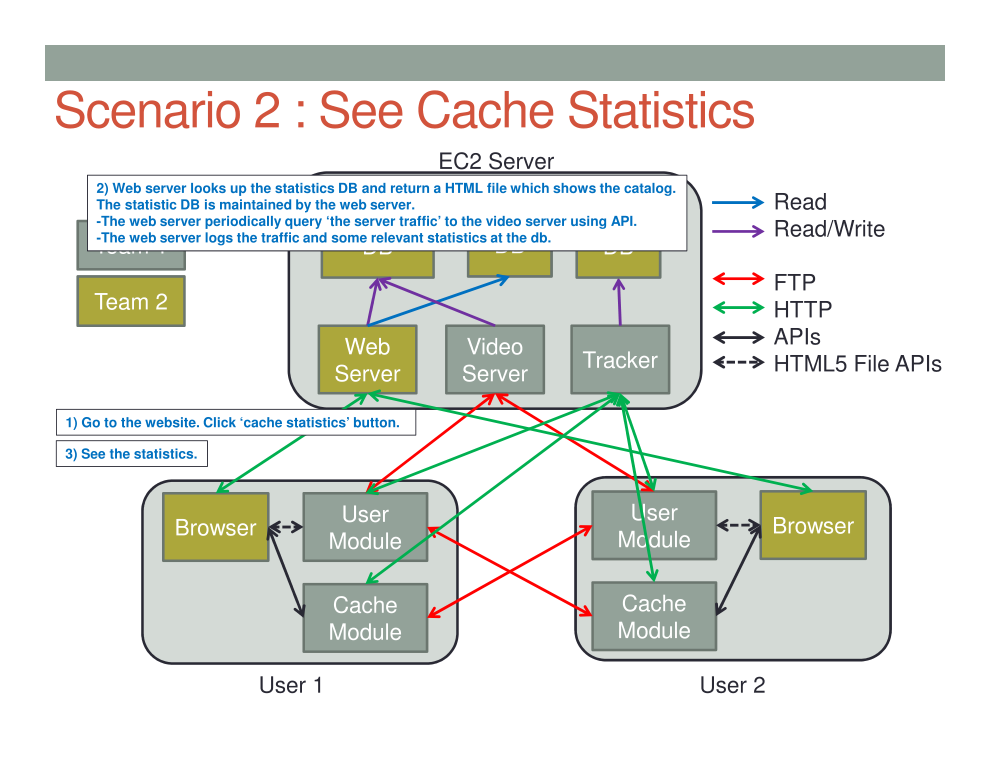 Scenario 2 : See Cache Statistics
EC2 Server
2) Web server looks up the statistics DB and return a HTML file which shows the catalog.
The statistic DB is maintained by the web server.
-The web server periodically query ‘the server traffic’ to the video server using API.
-The web server logs the traffic and some relevant statistics at the db.
Read
Read/Write
FTP
HTTP
APIs
HTML5 File APIs
DB
DB
DB
Team 2
Web
Server
Video
Server
Tracker
1) Go to the website. Click ‘cache statistics’ button.
3) See the statistics.
Browser
User
Module
Cache
Module
User
Module
Browser
Cache
Module
User 1
User 2